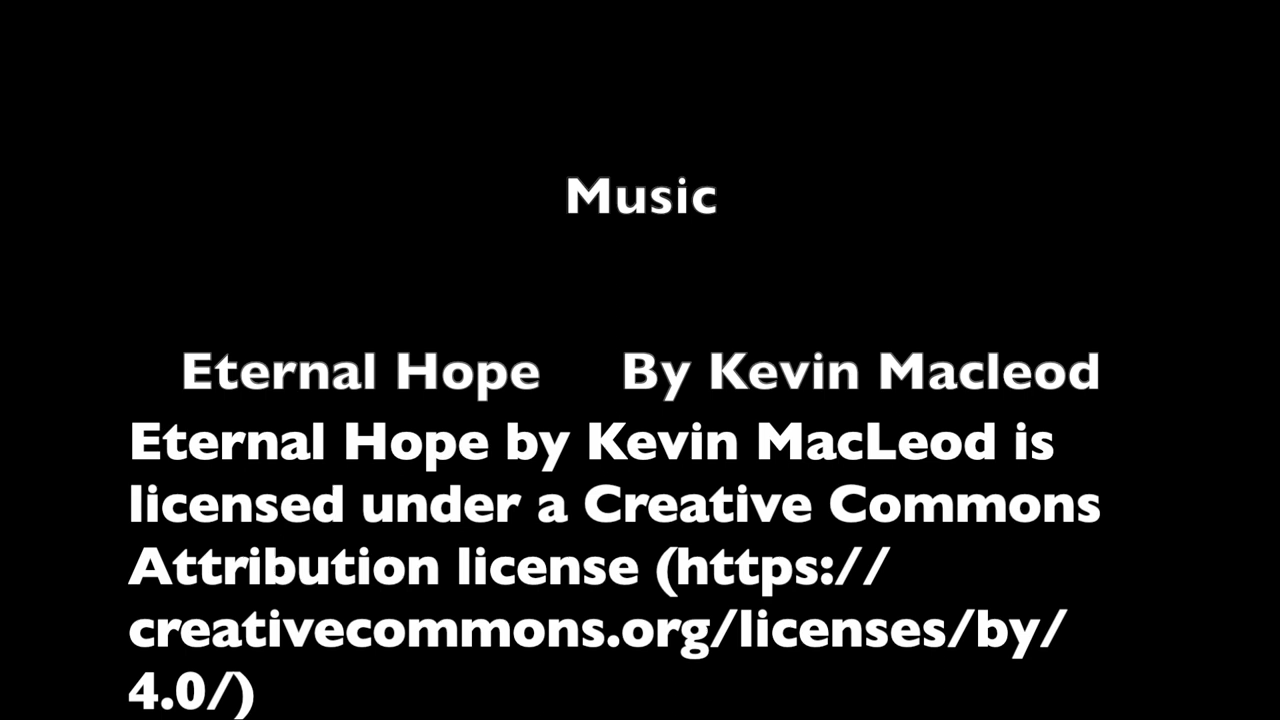 Music
Eternal Hope By Kevin Macleod
Eternal Hope by Kevin MacLeod is
licensed under a Creative Commons
Attribution license (https://
creativecommons.org/licenses/by/
4.0/)